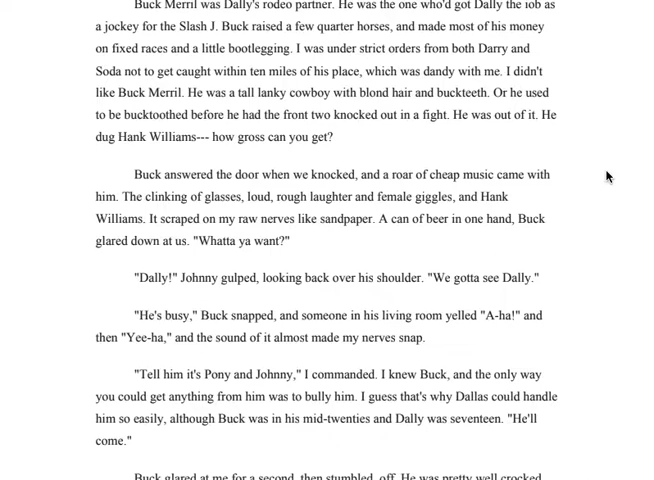 Buck Merril was Dally's rodeo partner. He was the one who'd got Dally the job as
a jockey for the Slash J. Buck raised a few quarter horses, and made most of his money
on fixed races and a little bootlegging. I was under strict orders from both Darry and
Soda not to get caught within ten miles of his place, which was dandy with me. I didn't
like Buck Merril. He was a tall lanky cowboy with blond hair and buckteeth. Or he used
to be bucktoothed before he had the front two knocked out in a fight. He was out of it. He
dug Hank Williams--- how gross can you get?
Buck answered the door when we knocked, and a roar of cheap music came with
him. The clinking of glasses, loud, rough laughter and female giggles, and Hank
Williams. It scraped on my raw nerves like sandpaper. A can of beer in one hand, Buck
glared down at us. "Whatta ya want?"
"Dally!" Johnny gulped, looking back over his shoulder. "We gotta see Dally."
"He's busy," Buck snapped, and someone in his living room yelled "A-ha!" and
then "Yee-ha," and the sound of it almost made my nerves snap.
"Tell him it's Pony and Johnny," I commanded. I knew Buck, and the only way
you could get anything from him was to bully him. I guess that's why Dallas could handle
him so easily, although Buck was in his mid-twenties and Dally was seventeen. "He'll
come."
Buck glared at me for a second, then stumbled off. He was pretty well crocked,